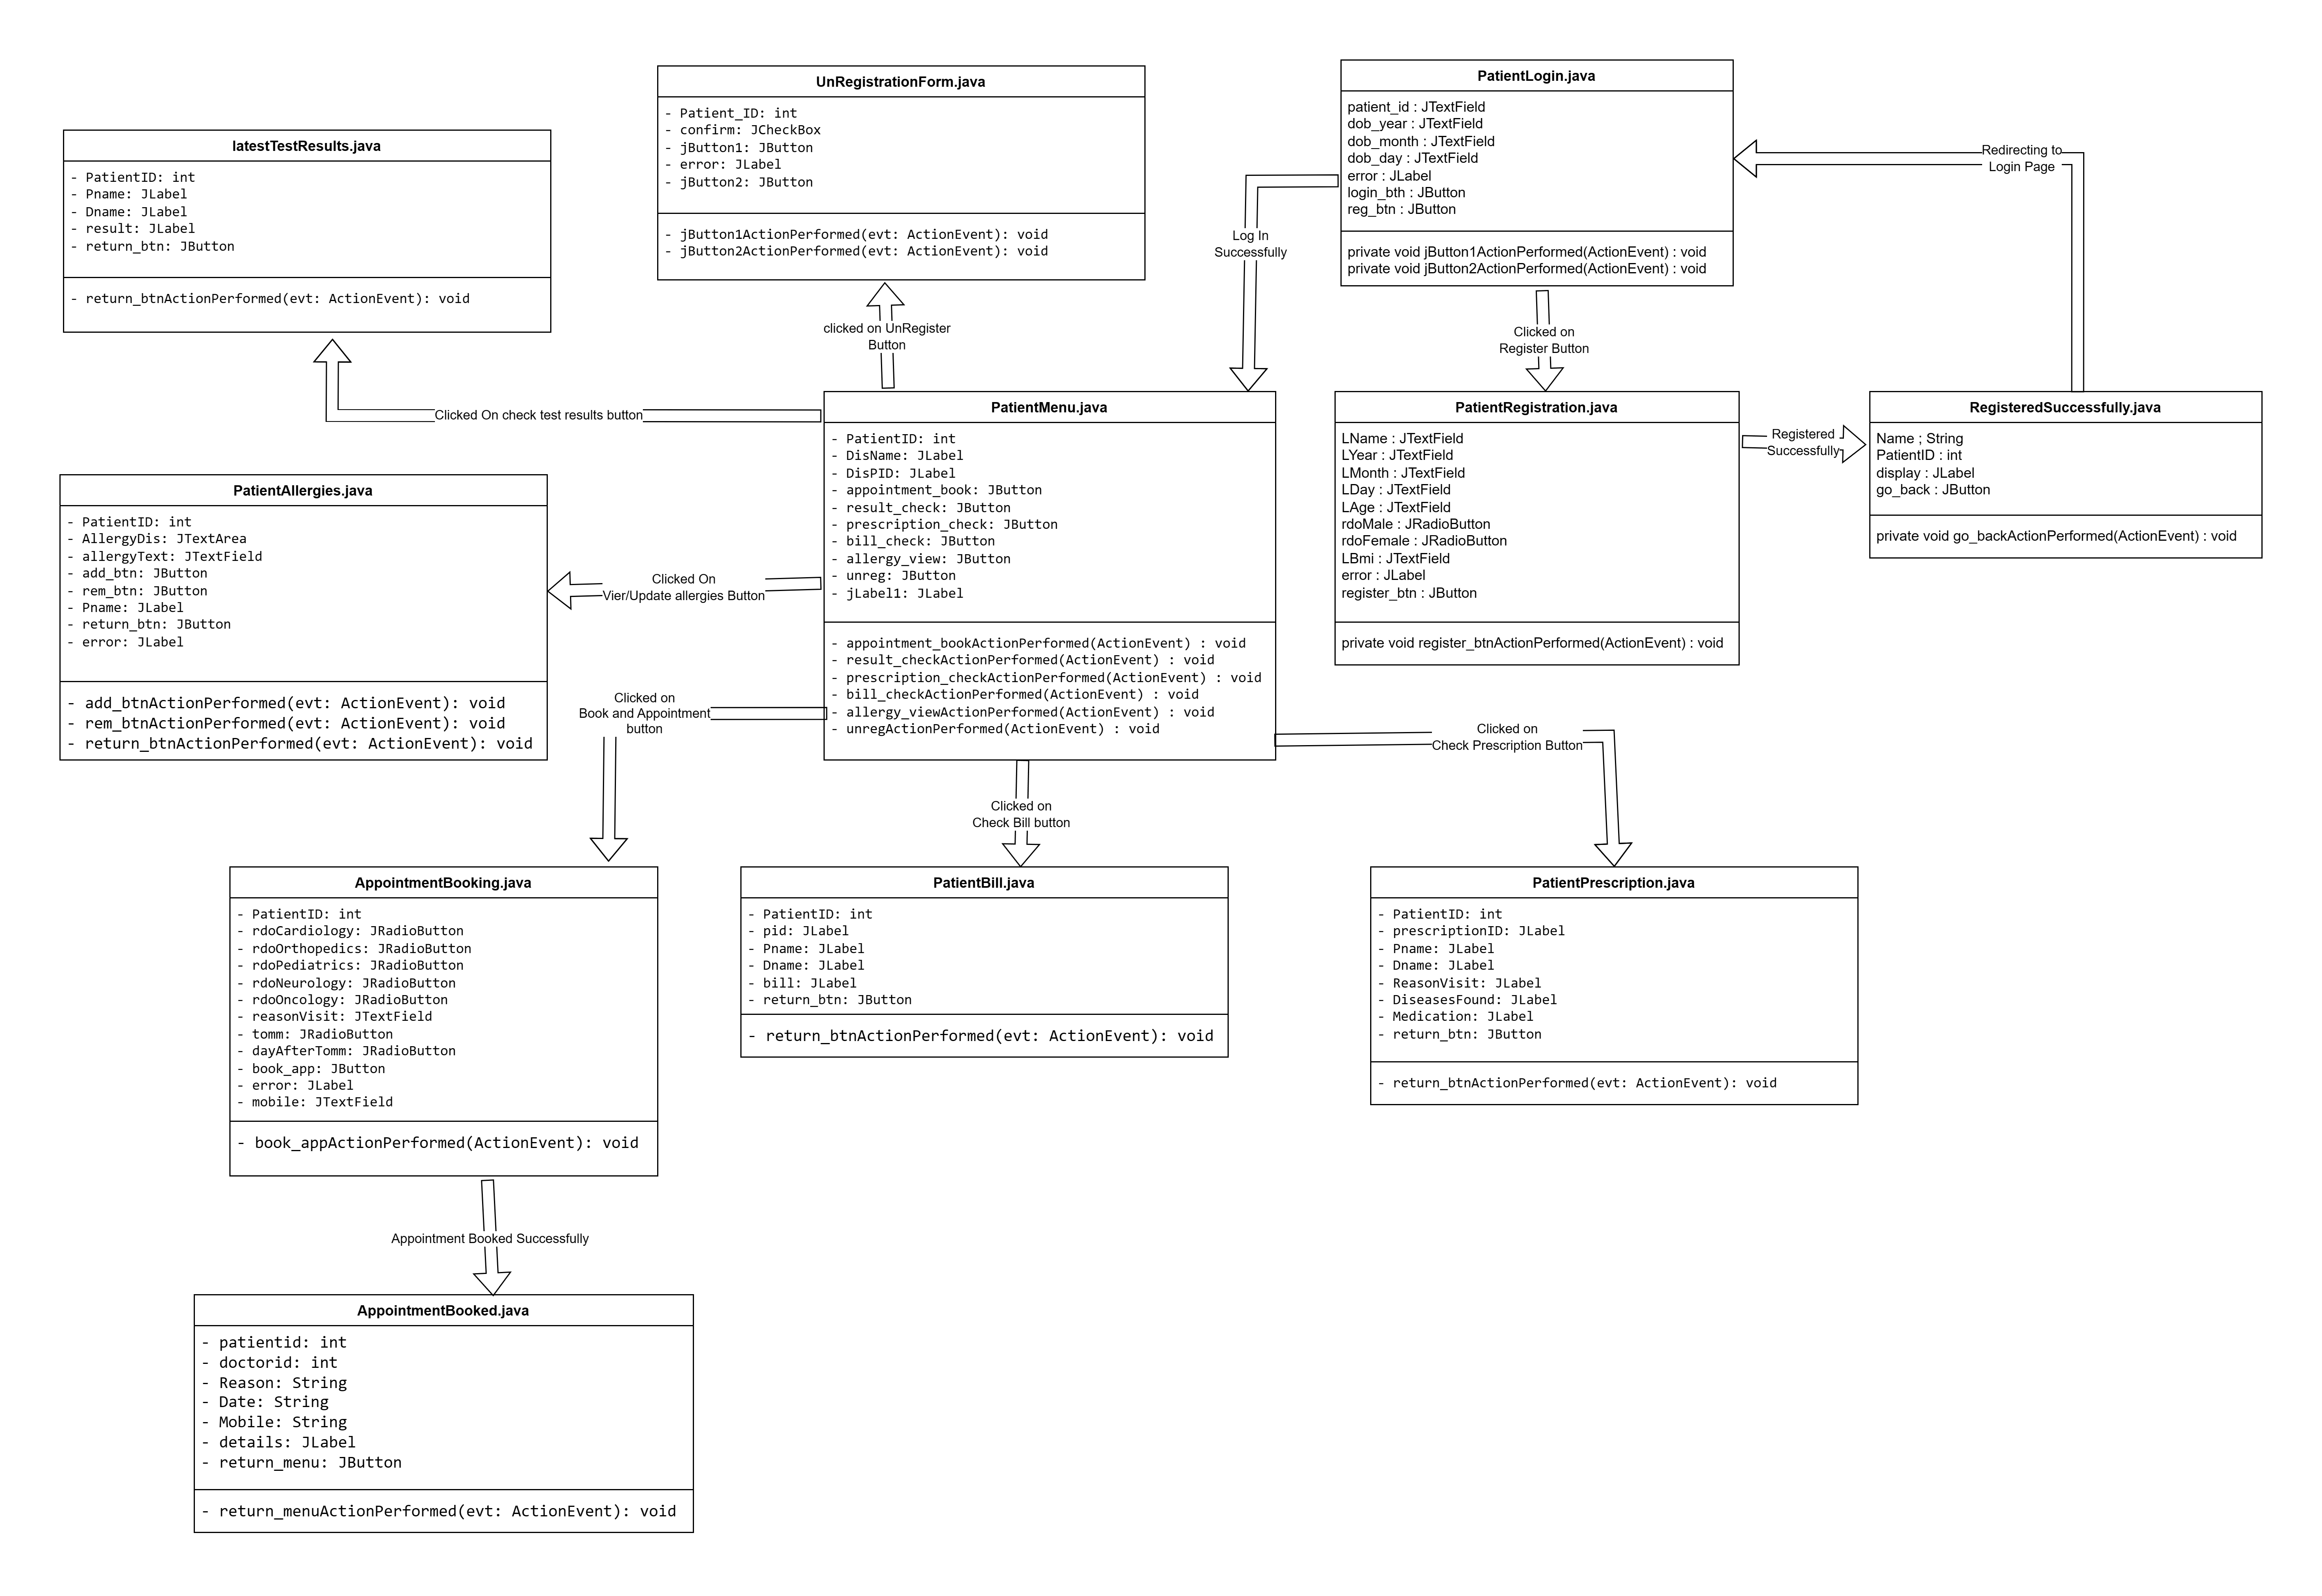 UnRegistrationForm.java
- Patient_ID: int
- confirm: JCheckBox
- jButton1: JButton
- error: JLabel
- jButton2: JButton
- jButton1ActionPerformed(evt: ActionEvent): void
- jButton2ActionPerformed(evt: ActionEvent): void
PatientLogin.java
patient_id : JTextField
dob_year : JTextField
dob_month : JTextField
dob_day : JTextField
error : JLabel
login_bth : JButton
reg_btn : JButton
private void jButton1ActionPerformed(ActionEvent) : void
private void jButton2ActionPerformed(ActionEvent) : void
latestTestResults.java
- PatientID: int
- Pname: JLabel
- Dname: JLabel
- result: JLabel
- return_btn: JButton
- return_btnActionPerformed(evt: ActionEvent): void
Redirecting to
Login Page
Log In
Successfully
clicked on UnRegister
Button
Clicked on
Register Button
Clicked On check test results button
PatientMenu.java
- PatientID: int
- DisName: JLabel
- DisPID: JLabel
- appointment_book: JButton
- result_check: JButton
- prescription_check: JButton
- bill_check: JButton
- allergy_view: JButton
- unreg: JButton
- jLabel1: JLabel
- appointment_bookActionPerformed(ActionEvent) : void
- result_checkActionPerformed(ActionEvent) : void
- prescription_checkActionPerformed(ActionEvent) : void
- bill_checkActionPerformed(ActionEvent) : void
- allergy_viewActionPerformed(ActionEvent) : void
- unregActionPerformed(ActionEvent) : void
PatientRegistration.java
LName : JTextField
LYear : JTextField
LMonth : JTextField
LDay : JTextField
LAge : JTextField
rdoMale : JRadioButton
rdoFemale : JRadioButton
LBmi : JTextField
error : JLabel
register_btn : JButton
private void register_btnActionPerformed(ActionEvent) : void
Registered
Successfully
RegisteredSuccessfully.java
Name ; String
PatientID : int
display : JLabel
go_back : JButton
private void go_backActionPerformed(ActionEvent) : void
PatientAllergies.java
- PatientID: int
- AllergyDis: JTextArea
- allergyText: JTextField
- add_btn: JButton
- rem_btn: JButton
- Pname: JLabel
- return_btn: JButton
- error: JLabel
- add_btnActionPerformed(evt: ActionEvent): void
- rem_btnActionPerformed(evt: ActionEvent): void
- return_btnActionPerformed(evt: ActionEvent): void
Clicked On
Vier/Update allergies Button
Clicked on
Book and Appointment
button
Clicked on
Check Prescription Button
Clicked on
Check Bill button
AppointmentBooking.java
- PatientID: int
- rdoCardiology: JRadioButton
- rdoOrthopedics: JRadioButton
- rdoPediatrics: JRadioButton
- rdoNeurology: JRadioButton
- rdoOncology: JRadioButton
- reasonVisit: JTextField
- tomm: JRadioButton
- dayAfterTomm: JRadioButton
- book_app: JButton
- error: JLabel
- mobile: JTextField
- book_appActionPerformed(ActionEvent): void
PatientBill.java
- PatientID: int
- pid: JLabel
- Pname: JLabel
- Dname: JLabel
- bill: JLabel
- return_btn: JButton
- return_btnActionPerformed(evt: ActionEvent): void
PatientPrescription.java
- PatientID: int
- prescriptionID: JLabel
- Pname: JLabel
- Dname: JLabel
- ReasonVisit: JLabel
- DiseasesFound: JLabel
- Medication: JLabel
- return_btn: JButton
- return_btnActionPerformed(evt: ActionEvent): void
Appointment Booked Successfully
AppointmentBooked.java
- patientid: int
- doctorid: int
- Reason: String
- Date: String
- Mobile: String
- details: JLabel
- return_menu: JButton
- return_menuActionPerformed(evt: ActionEvent): void